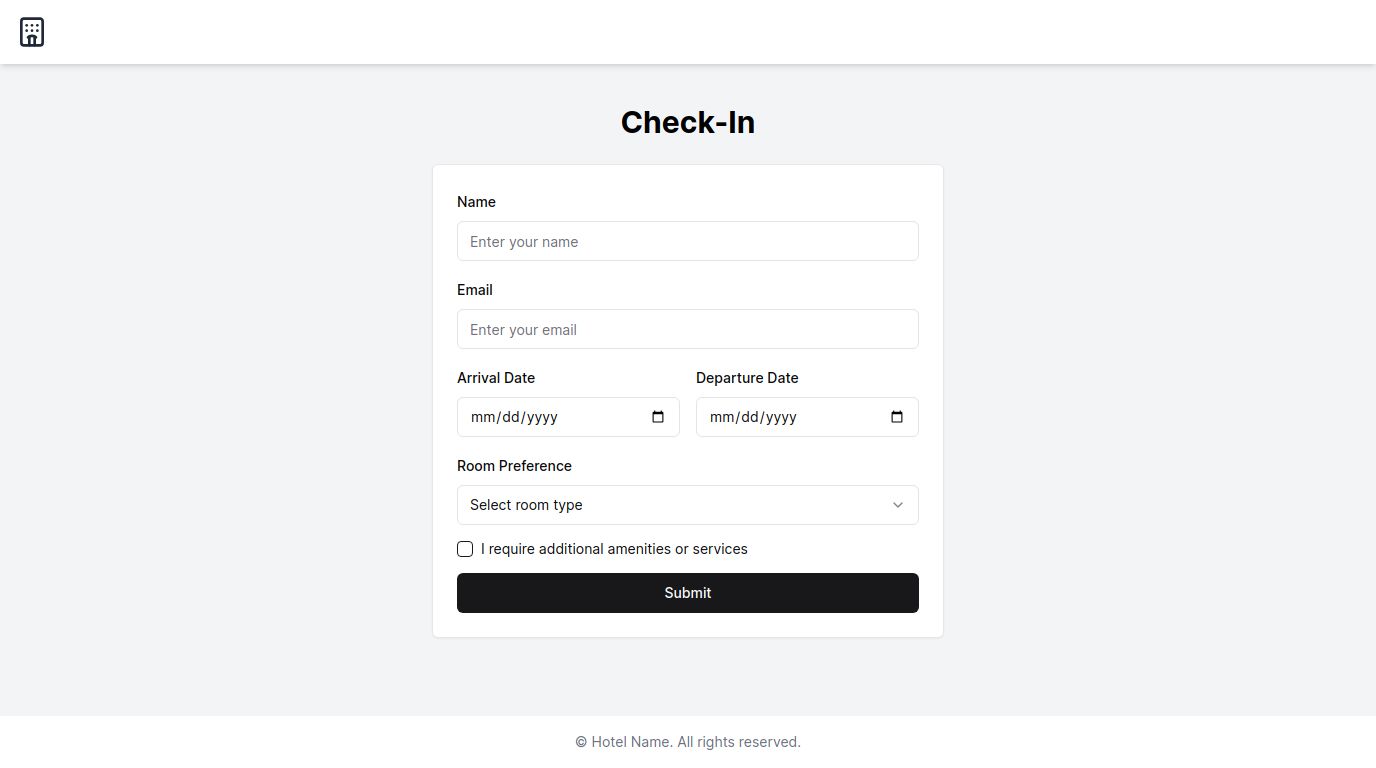 Check-In
Name
Enter your name
Email
Enter your email
Arrival Date Departure Date
mm/dd/yyyy mm/dd/yyyy
Room Preference
Select room type
I require additional amenities or services
Submit
© Hotel Name. All rights reserved.